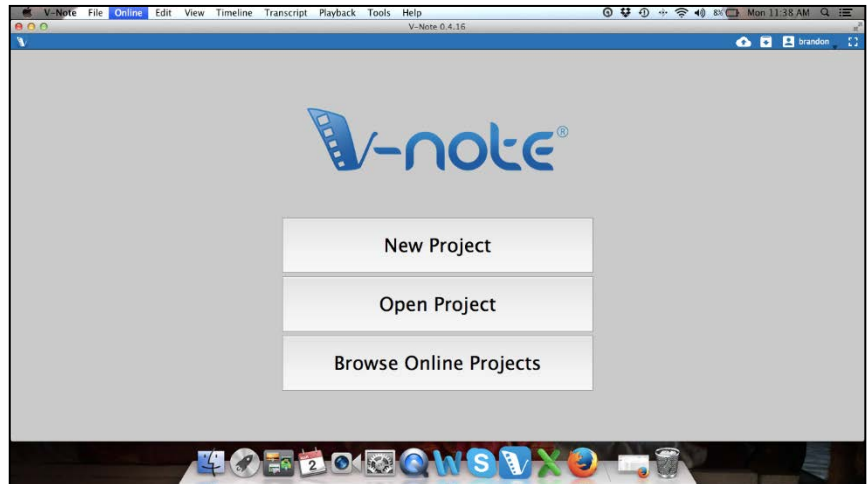 V-Note File Online Edit View Timeline Transcript Playback Tools Help 8% Mon 11:38 AM
V-Note 0.4.16
brandon
V-note®
New Project
Open Project
Browse Online Projects
2